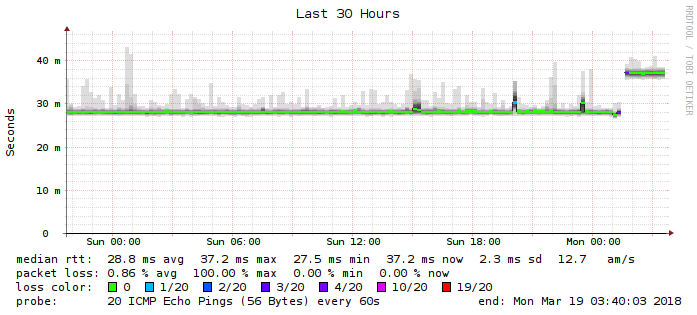 Last 30 Hours
RRDTOOL / TOBI OETIKER
Seconds
40 m
30 m
20 m
10 m
0
Sun 00:00 Sun 06:00 Sun 12:00 Sun 18:00 Mon 00:00
median rtt: 28.8 ms avg 37.2 ms max 27.5 ms min 37.2 ms now 2.3 ms sd 12.7 am/s
packet loss: 0.86 % avg 100.00 % max 0.00 % min 0.00 % now
loss color: 0 1/20 2/20 3/20 4/20 10/20 19/20
probe: 20 ICMP Echo Pings (56 Bytes) every 60s end: Mon Mar 19 03:40:03 2018